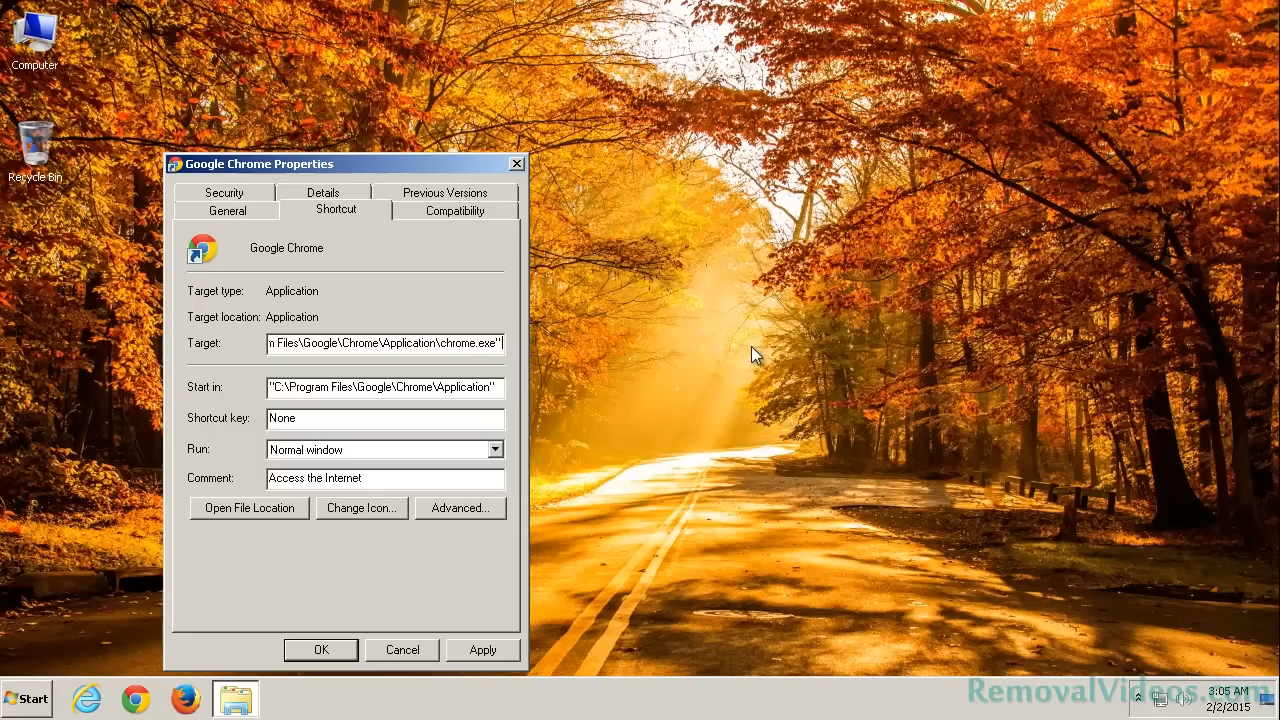 Computer
Recycle Bin
Google Chrome Properties
Security Details Previous Versions
General Shortcut Compatibility
Google Chrome
Target type: Application
Target location: Application
Target: n Files\Google\Chrome\Application\chrome.exe"
Start in: "C:\Program Files\Google\Chrome\Application"
Shortcut key: None
Run: Normal window
Comment: Access the Internet
Open File Location Change Icon... Advanced...
OK Cancel Apply
Start
RemovalVideos.com
3:05 AM
2/2/2015